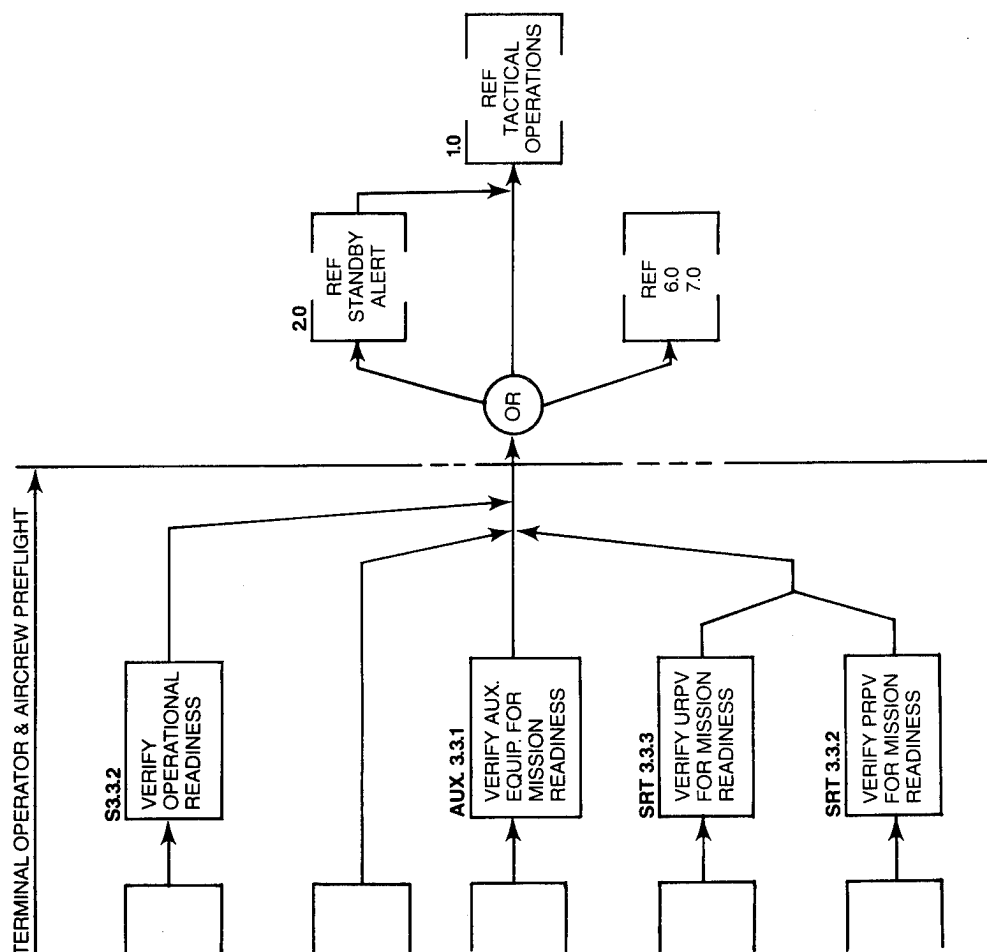 TERMINAL OPERATOR & AIRCREW PREFLIGHT
S3.3.2
VERIFY
OPERATIONAL
READINESS
AUX. 3.3.1
VERIFY AUX.
EQUIP. FOR
MISSION
READINESS
SRT 3.3.3
VERIFY URPV
FOR MISSION
READINESS
SRT 3.3.2
VERIFY PRPV
FOR MISSION
READINESS
OR
2.0
REF
STANDBY
ALERT
1.0
REF
TACTICAL
OPERATIONS
REF
6.0
7.0